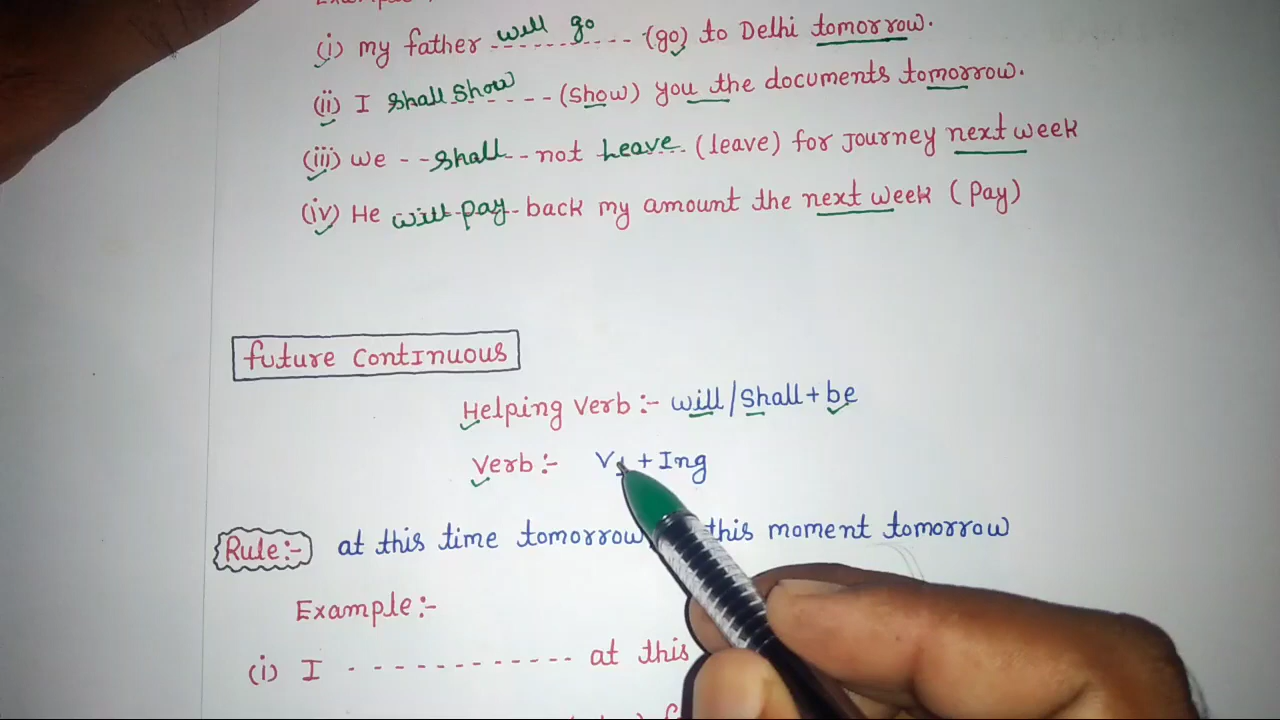 (i) my father will go (go) to Delhi tomorrow.
(ii) I shall show (show) you the documents tomorrow.
(iii) we shall not leave (leave) for journey next week
(iv) He will pay back my amount the next week (Pay)
future continuous
Helping Verb :- will/Shall + be
Verb :- V1 + Ing
Rule:- at this time tomorrow this moment tomorrow
Example :-
(i) I ------------ at this